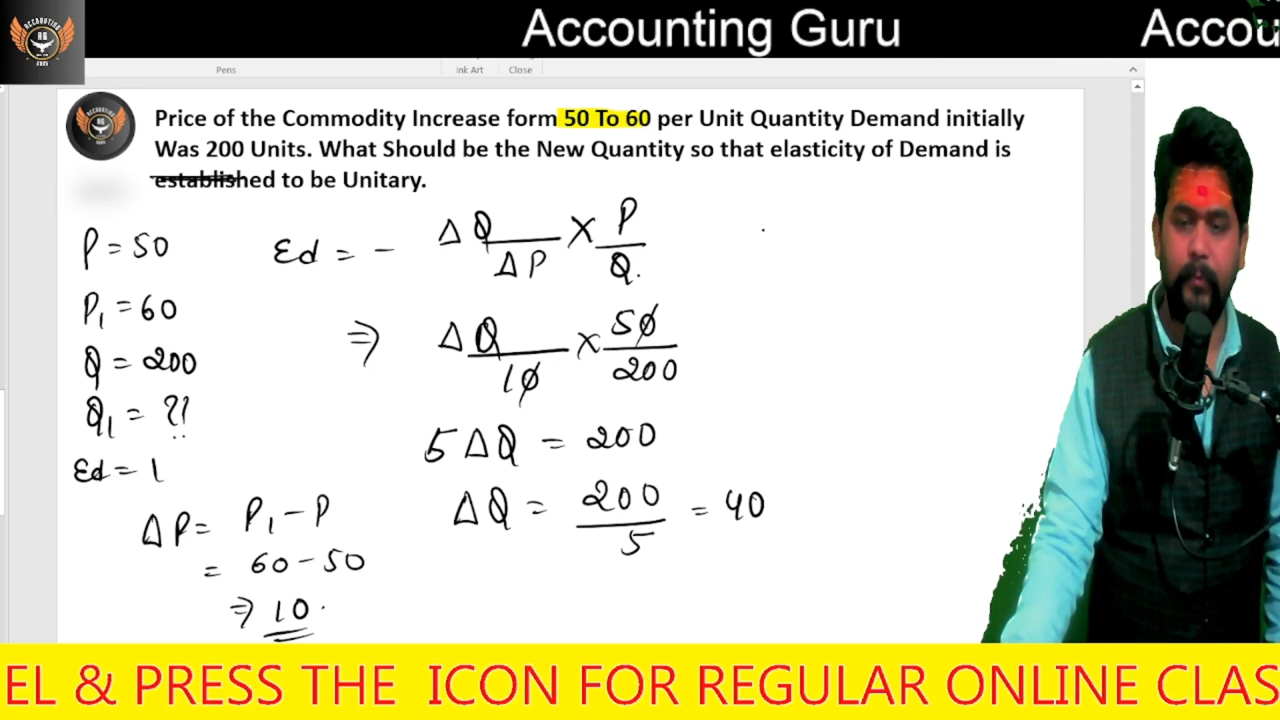 Accounting Guru
Accou
Pens
Ink Art
Close
Price of the Commodity Increase form 50 To 60 per Unit Quantity Demand initially
Was 200 Units. What Should be the New Quantity so that elasticity of Demand is
established to be Unitary.
P = 50
P₁ = 60
Q = 200
Q₁ = ??
Ed = 1
ΔP = P₁ - P
= 60 - 50
⇒ 10
Ed = - ΔQ/ΔP × P/Q
⇒ ΔQ/10 × 50/200
5ΔQ = 200
ΔQ = 200/5 = 40
EL & PRESS THE ICON FOR REGULAR ONLINE CLAS